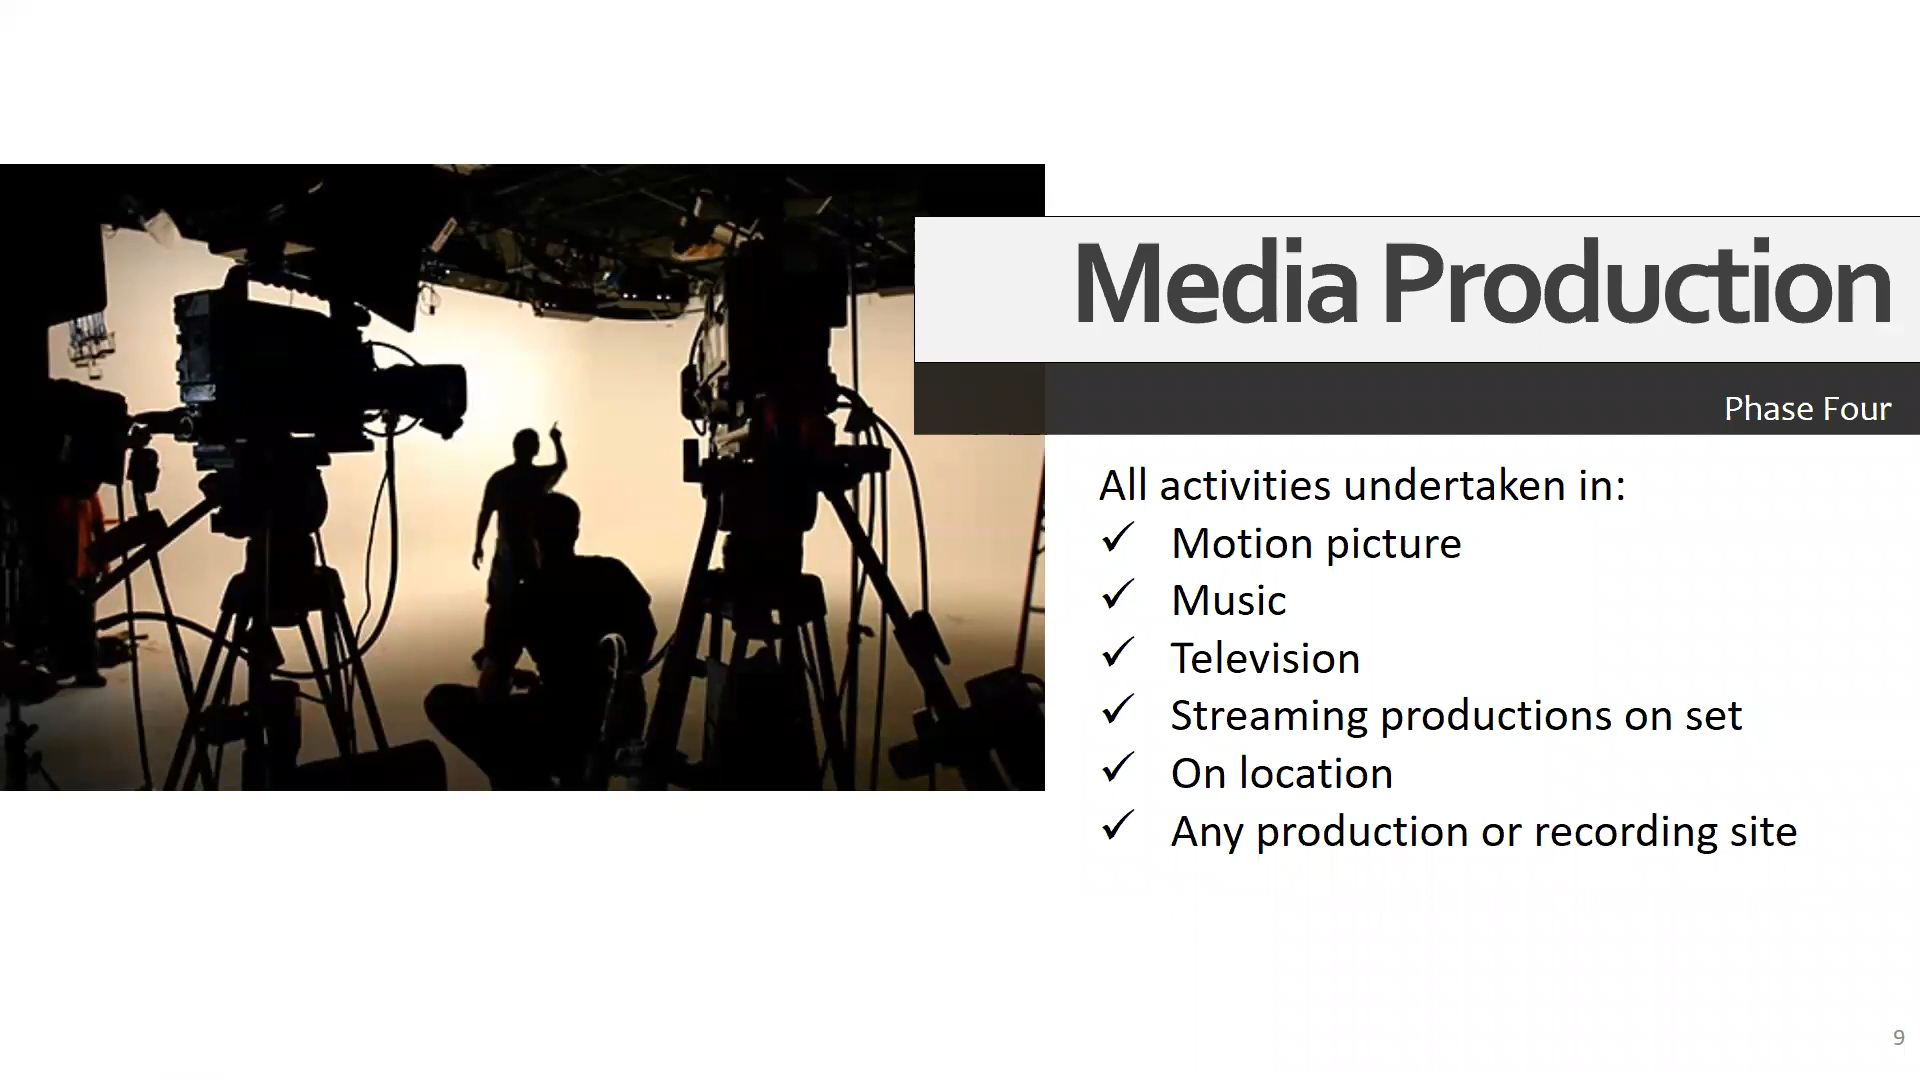 Media Production
Phase Four
All activities undertaken in:
✓ Motion picture
✓ Music
✓ Television
✓ Streaming productions on set
✓ On location
✓ Any production or recording site
9